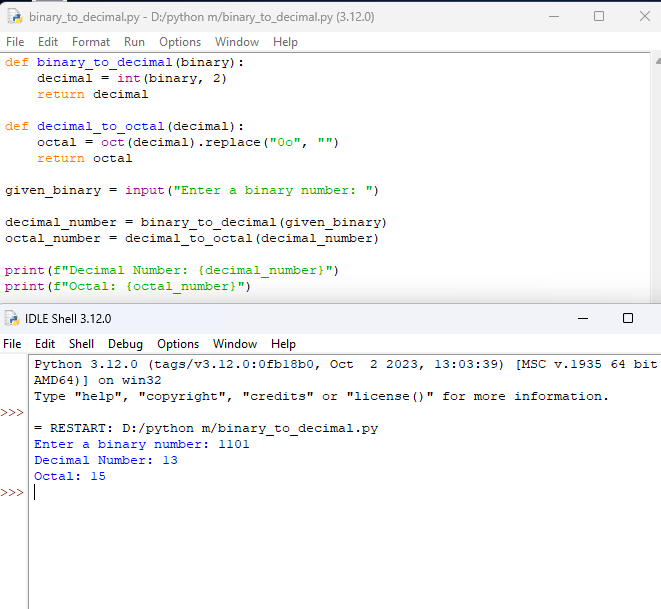 binary_to_decimal.py - D:/python m/binary_to_decimal.py (3.12.0)
File Edit Format Run Options Window Help
def binary_to_decimal(binary):
    decimal = int(binary, 2)
    return decimal

def decimal_to_octal(decimal):
    octal = oct(decimal).replace("0o", "")
    return octal

given_binary = input("Enter a binary number: ")

decimal_number = binary_to_decimal(given_binary)
octal_number = decimal_to_octal(decimal_number)

print(f"Decimal Number: {decimal_number}")
print(f"Octal: {octal_number}")
IDLE Shell 3.12.0
File Edit Shell Debug Options Window Help
Python 3.12.0 (tags/v3.12.0:0fb18b0, Oct  2 2023, 13:03:39) [MSC v.1935 64 bit
AMD64)] on win32
Type "help", "copyright", "credits" or "license()" for more information.
>>>
= RESTART: D:/python m/binary_to_decimal.py
Enter a binary number: 1101
Decimal Number: 13
Octal: 15
>>>